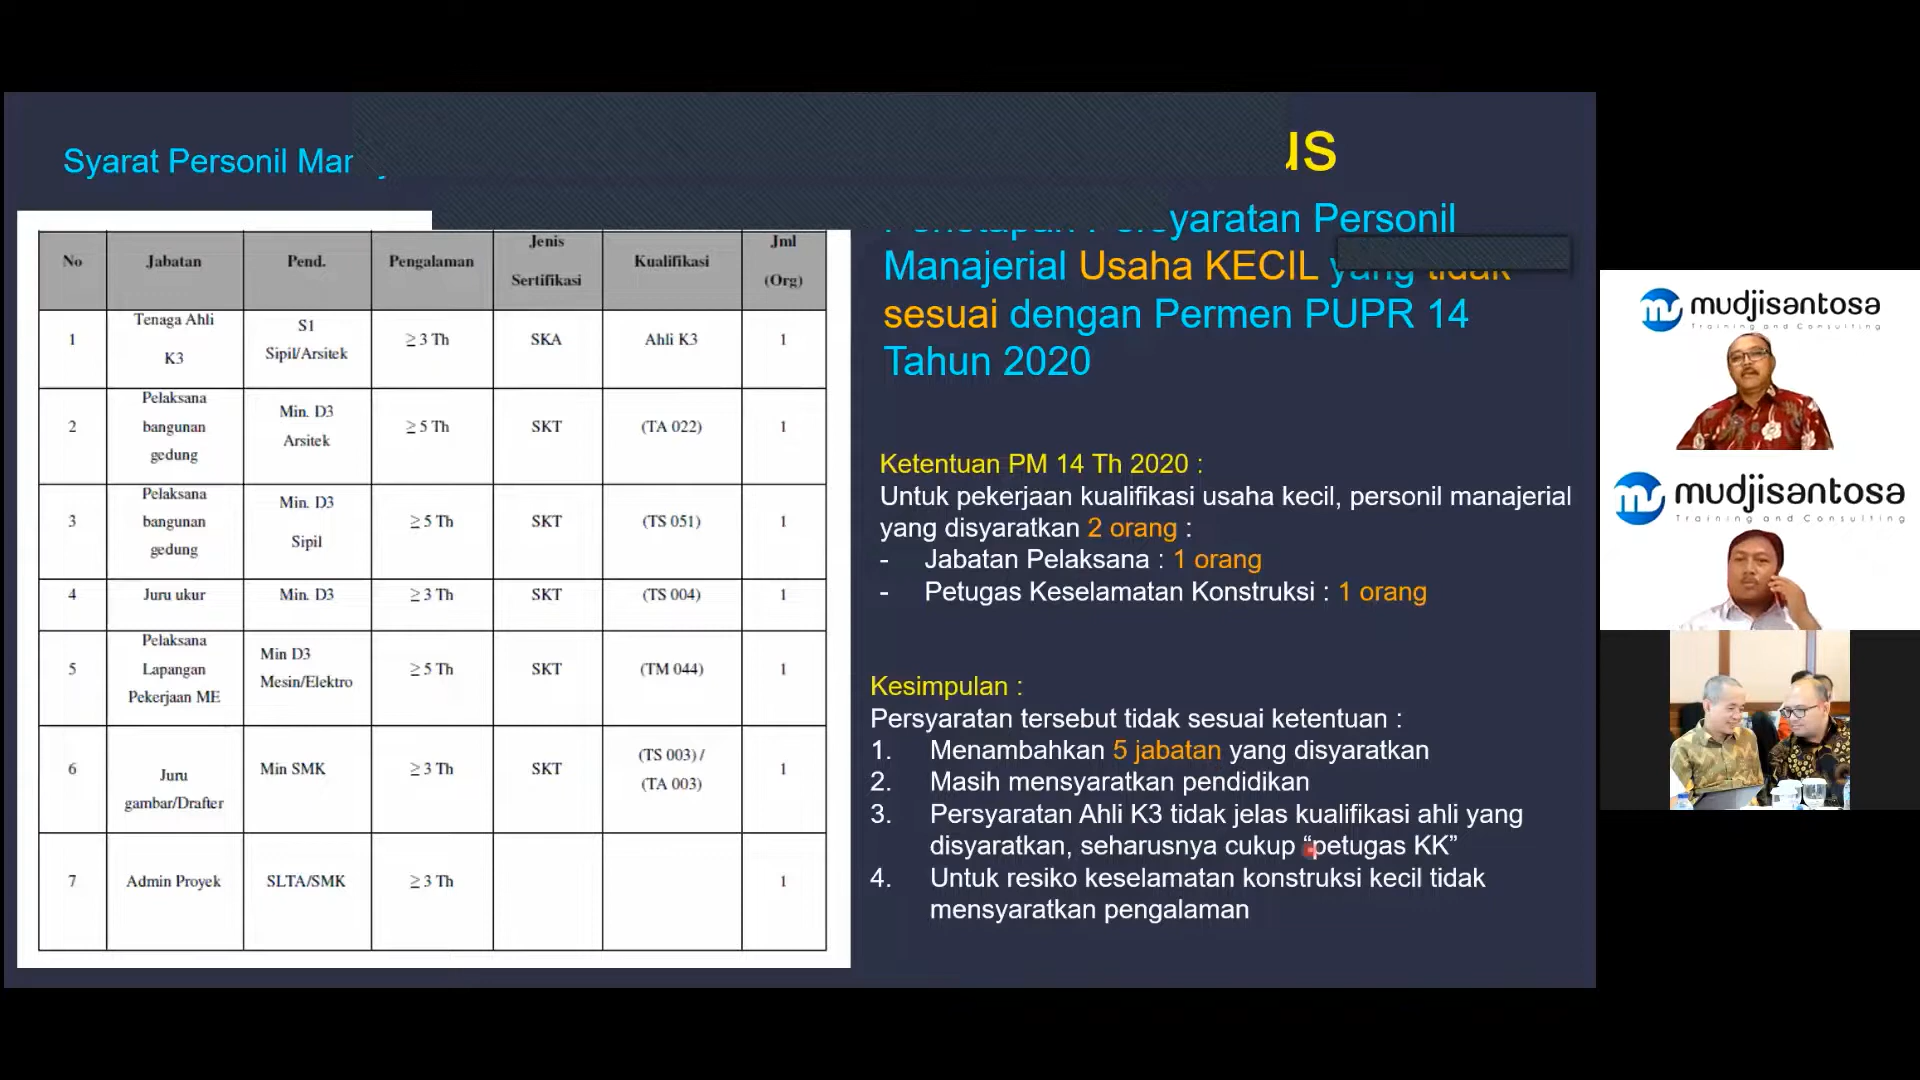 Syarat Personil
us
Persyaratan Personil
Manajerial Usaha KECIL yang tidak
sesuai dengan Permen PUPR 14
Tahun 2020
No Jabatan Pend. Pengalaman Jenis Sertifikasi Kualifikasi Jml (Org)
1 Tenaga Ahli K3 S1 Sipil/Arsitek ≥ 3 Th SKA Ahli K3 1
2 Pelaksana bangunan gedung Min. D3 Arsitek ≥ 5 Th SKT (TA 022) 1
3 Pelaksana bangunan gedung Min. D3 Sipil ≥ 5 Th SKT (TS 051) 1
4 Juru ukur Min. D3 ≥ 3 Th SKT (TS 004) 1
5 Pelaksana Lapangan Pekerjaan ME Min D3 Mesin/Elektro ≥ 5 Th SKT (TM 044) 1
6 Juru gambar/Drafter Min SMK ≥ 3 Th SKT (TS 003) / (TA 003) 1
7 Admin Proyek SLTA/SMK ≥ 3 Th 1
Ketentuan PM 14 Th 2020 :
Untuk pekerjaan kualifikasi usaha kecil, personil manajerial
yang disyaratkan 2 orang :
- Jabatan Pelaksana : 1 orang
- Petugas Keselamatan Konstruksi : 1 orang
Kesimpulan :
Persyaratan tersebut tidak sesuai ketentuan :
1. Menambahkan 5 jabatan yang disyaratkan
2. Masih mensyaratkan pendidikan
3. Persyaratan Ahli K3 tidak jelas kualifikasi ahli yang
disyaratkan, seharusnya cukup “petugas KK”
4. Untuk resiko keselamatan konstruksi kecil tidak
mensyaratkan pengalaman
mudjisantosa
Training and Consulting
mudjisantosa
Training and Consulting